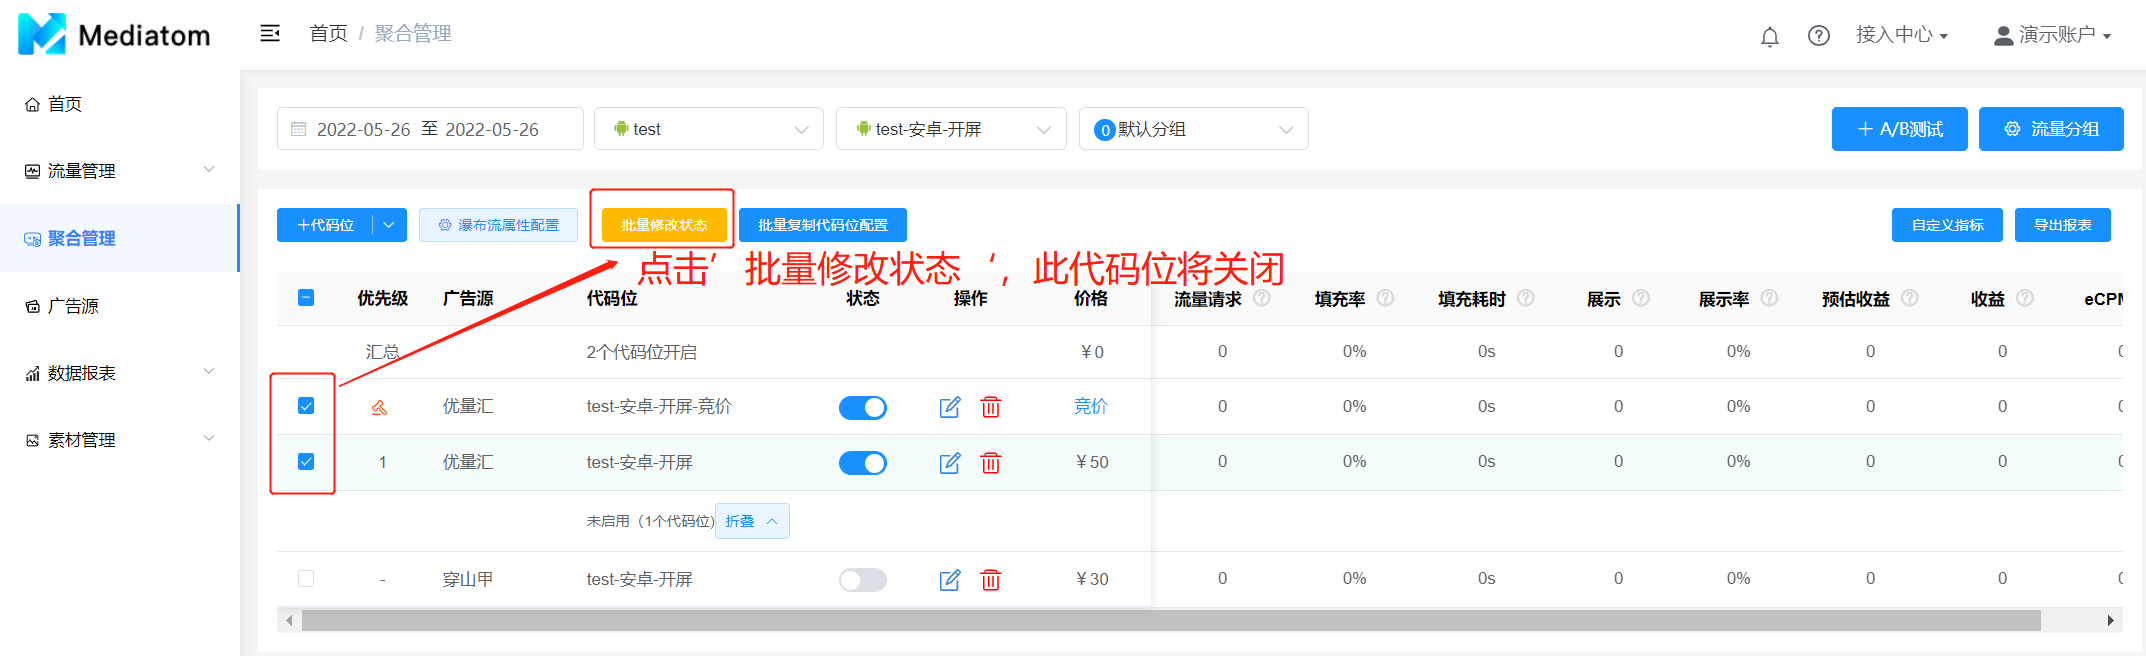 Mediatom
首页 / 聚合管理
接入中心
演示账户
首页
流量管理
聚合管理
广告源
数据报表
素材管理
2022-05-26 至 2022-05-26
test
test-安卓-开屏
0 默认分组
+ A/B测试
流量分组
+代码位
瀑布流属性配置
批量修改状态
批量复制代码位配置
自定义指标
导出报表
点击’批量修改状态‘，此代码位将关闭
优先级 广告源 代码位 状态 操作 价格 流量请求 填充率 填充耗时 展示 展示率 预估收益 收益 eCPM
汇总 2个代码位开启 ¥0 0 0% 0s 0 0% 0 0 0
优量汇 test-安卓-开屏-竞价 竞价 0 0% 0s 0 0% 0 0 0
1 优量汇 test-安卓-开屏 ¥50 0 0% 0s 0 0% 0 0 0
未启用（1个代码位) 折叠
- 穿山甲 test-安卓-开屏 ¥30 0 0% 0s 0 0% 0 0 0